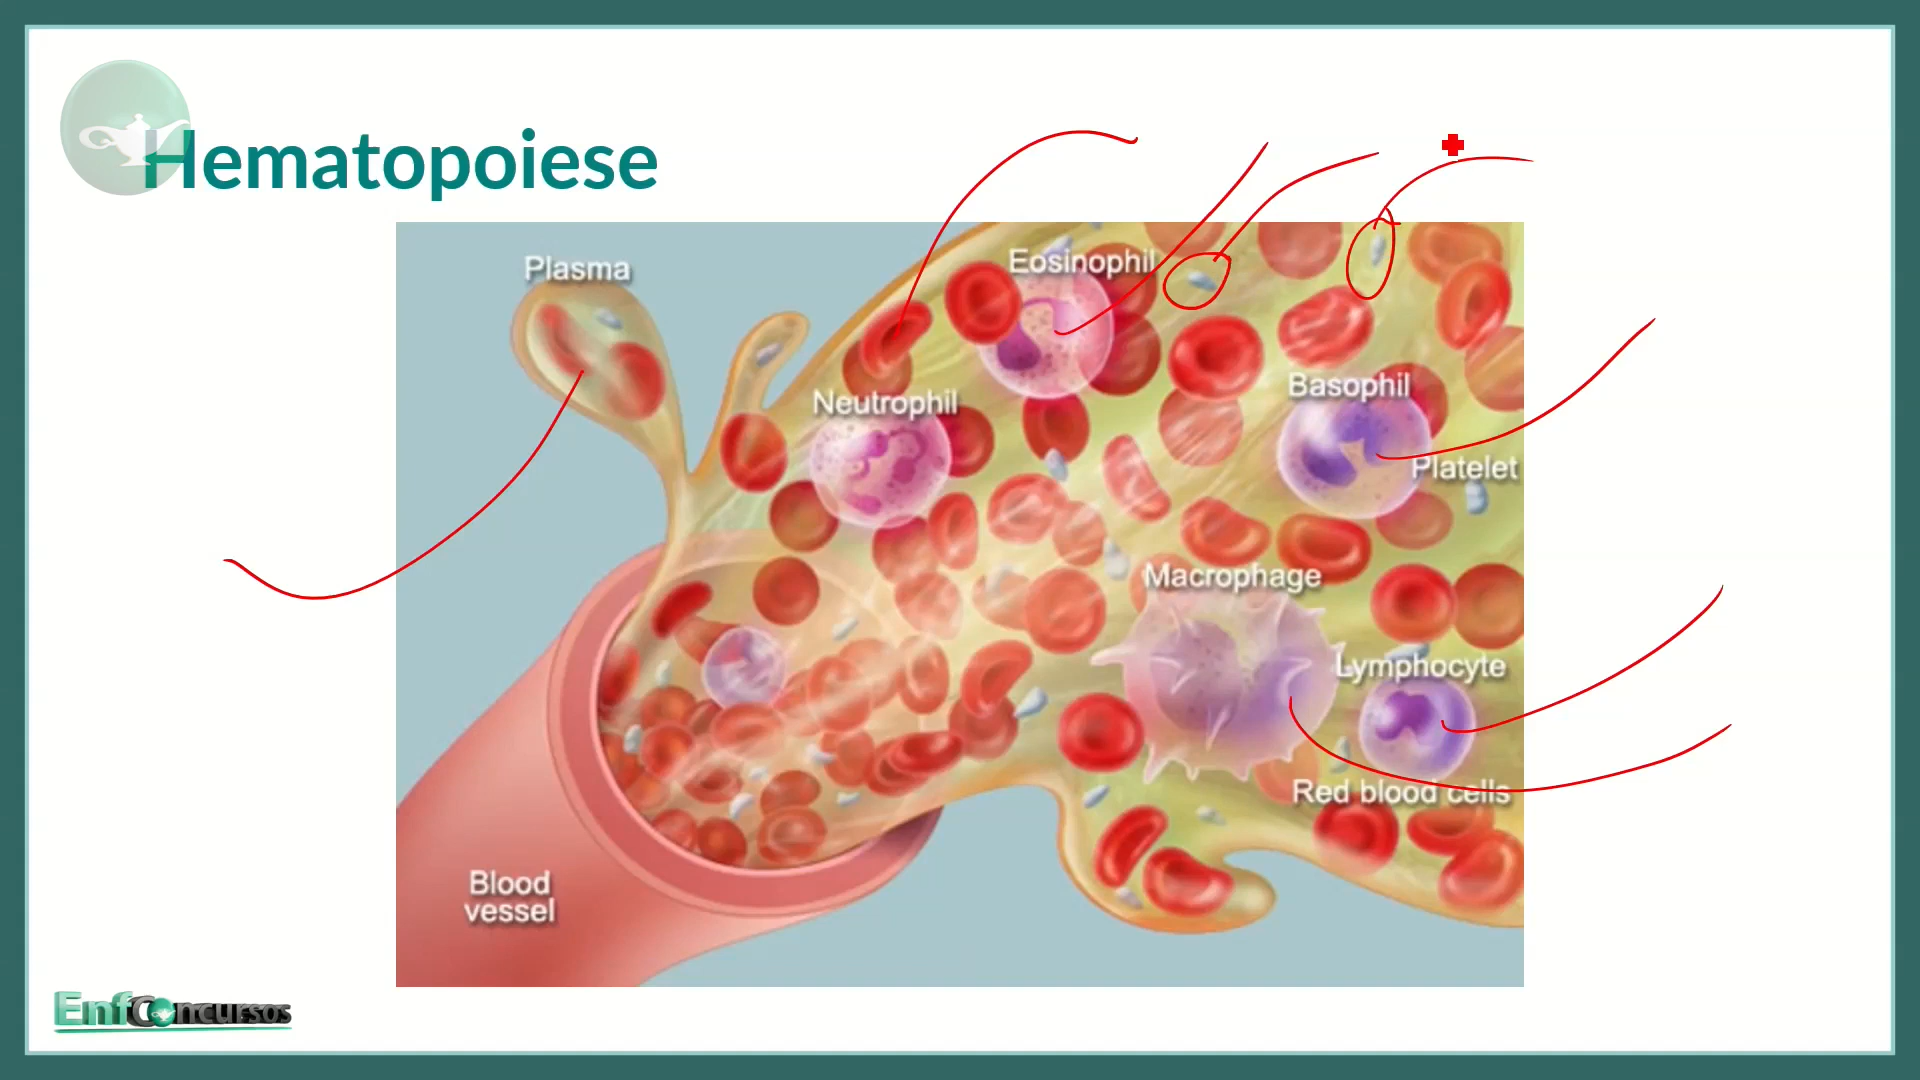 Hematopoiese
Plasma
Eosinophil
Neutrophil
Basophil
Platelet
Macrophage
Lymphocyte
Red blood cells
Blood
vessel
EnfConcursos